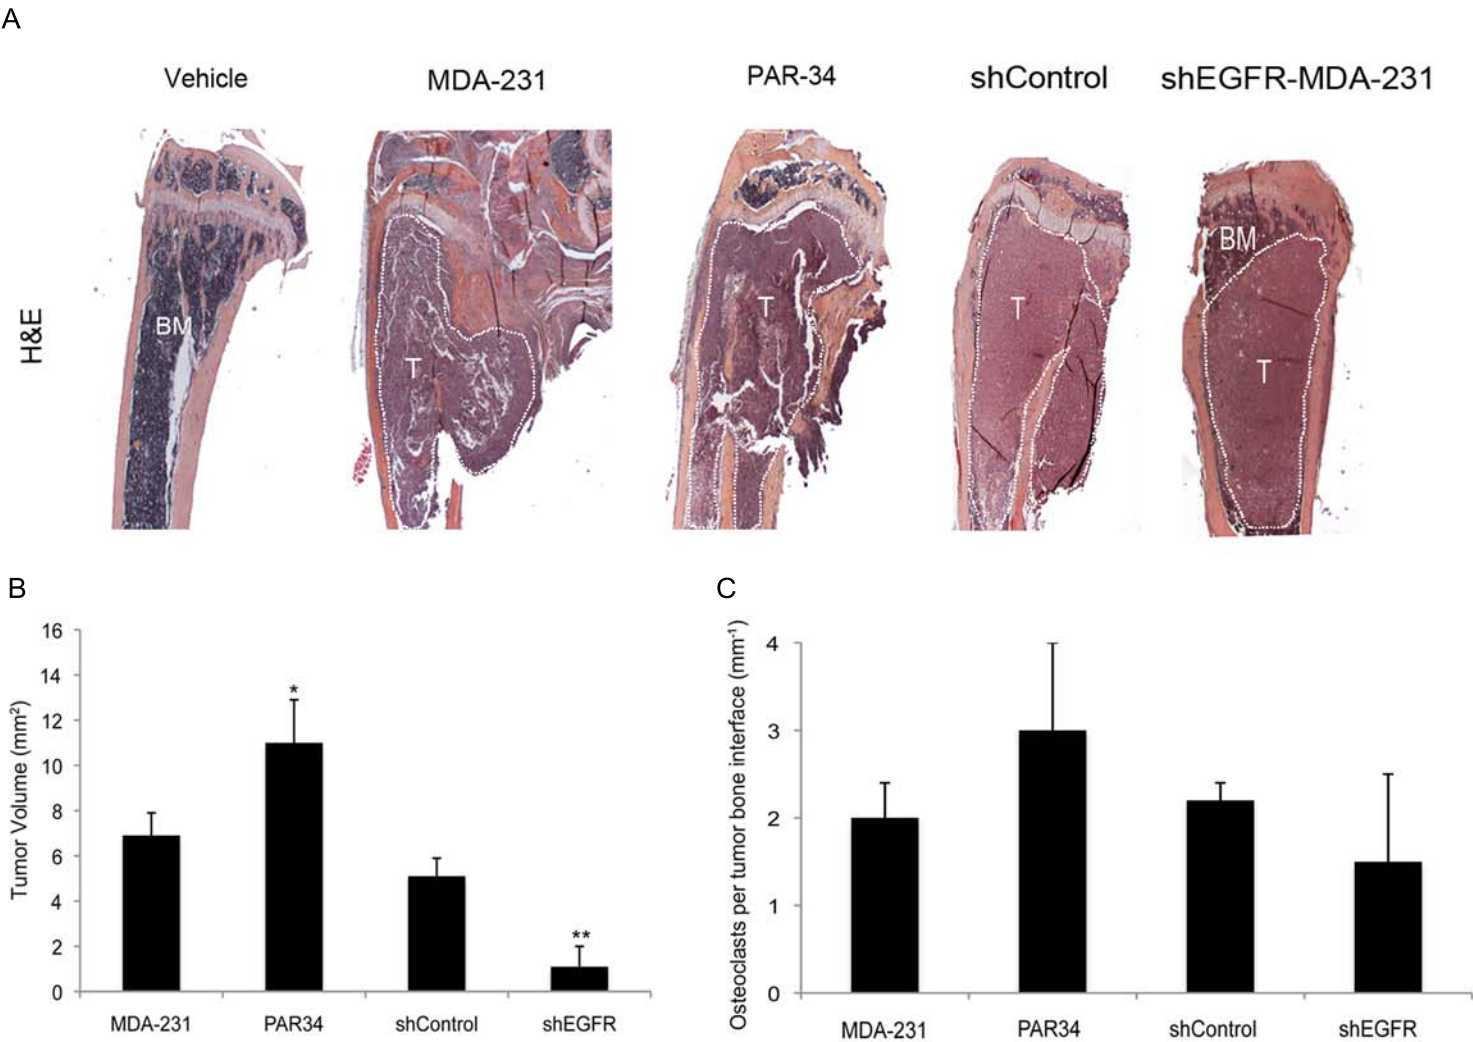 A
Vehicle MDA-231 PAR-34 shControl shEGFR-MDA-231
H&E
BM T T T BM T
B
Tumor Volume (mm²)
16
14
12
10
8
6
4
2
0
*
**
MDA-231 PAR34 shControl shEGFR
C
Osteoclasts per tumor bone interface (mm⁻¹)
4
3
2
1
0
MDA-231 PAR34 shControl shEGFR